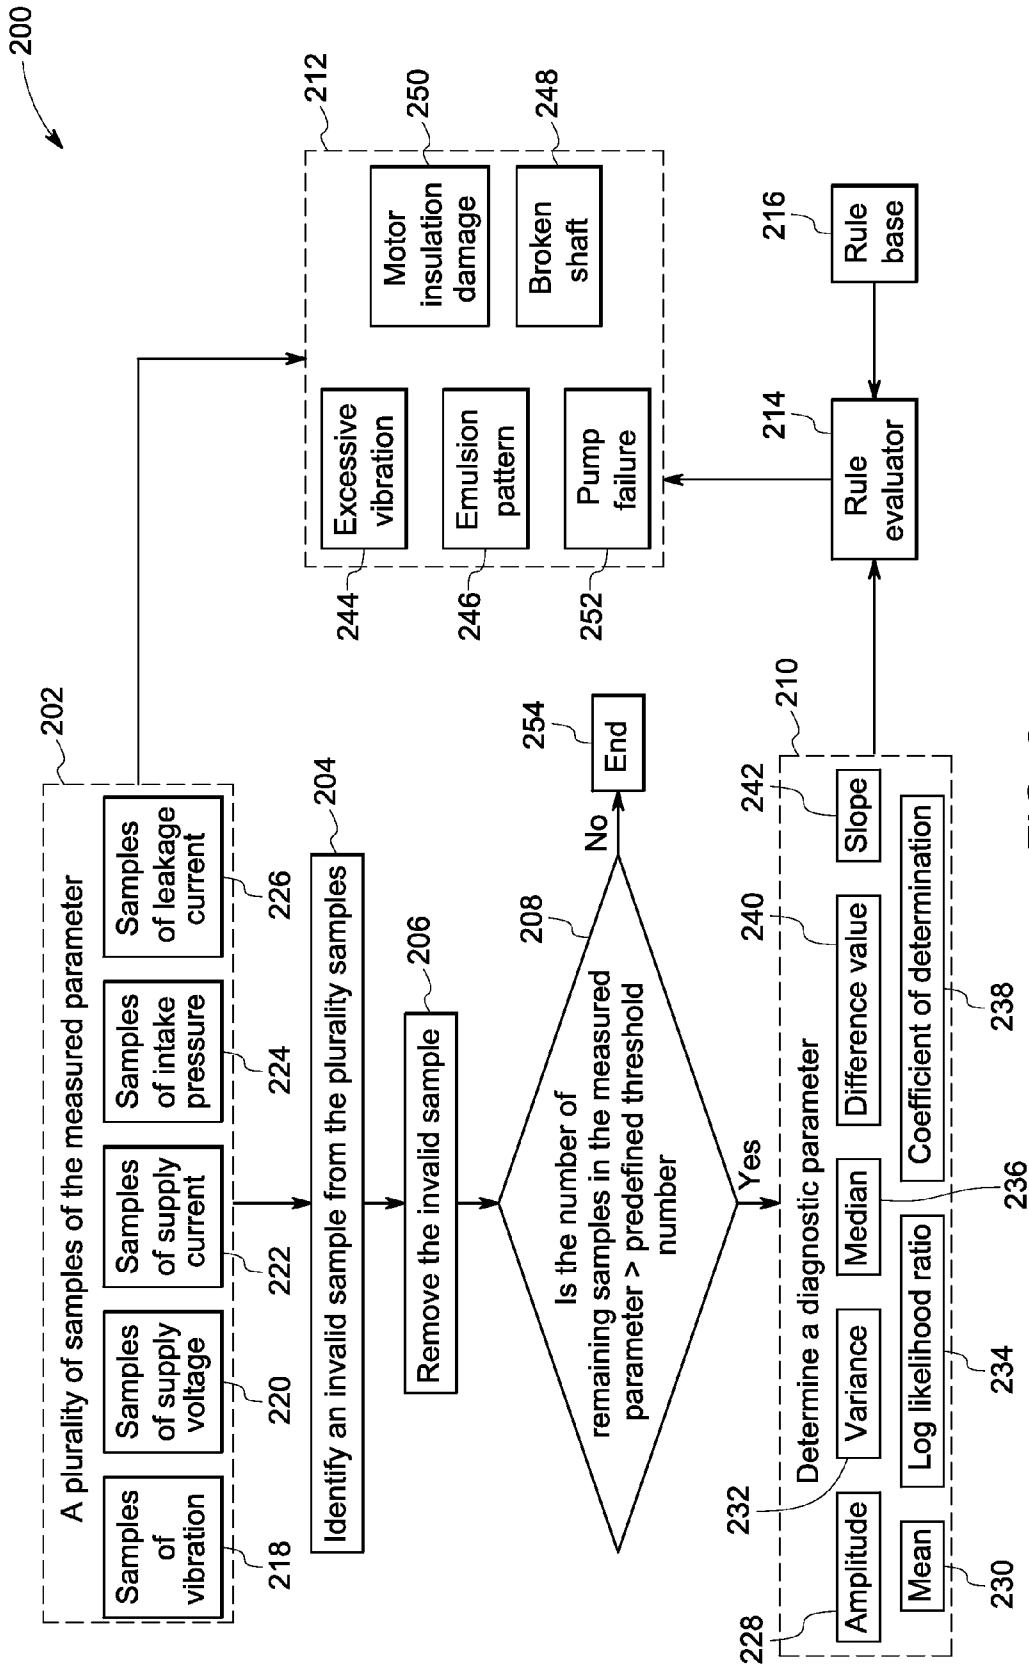 200
202
A plurality of samples of the measured parameter
Samples
of
vibration
218
Samples
of supply
voltage
220
Samples
of supply
current
222
Samples
of intake
pressure
224
Samples
of leakage
current
226
204
Identify an invalid sample from the plurality samples
206
Remove the invalid sample
208
Is the number of
remaining samples in the measured
parameter > predefined threshold
number
No
254
End
Yes
210
Determine a diagnostic parameter
228
Amplitude
232
Variance
Median
236
240
Difference value
242
Slope
Mean
230
Log likelihood ratio
234
Coefficient of determination
238
212
244
Excessive
vibration
250
Motor
insulation
damage
246
Emulsion
pattern
248
Broken
shaft
252
Pump
failure
214
Rule
evaluator
216
Rule
base